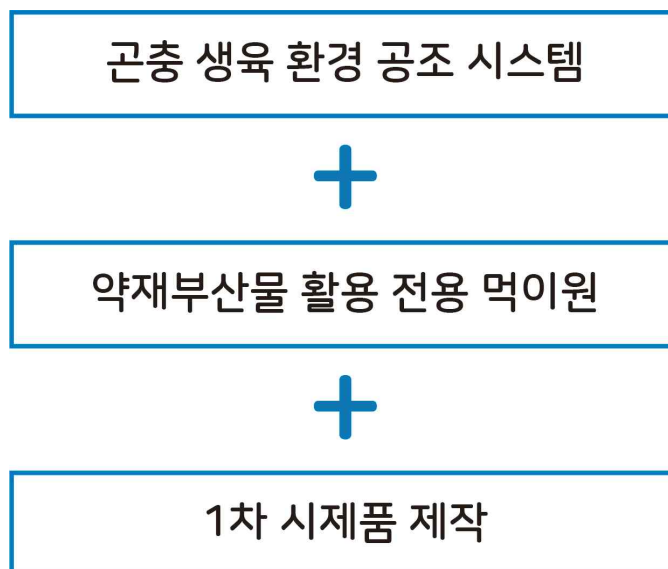 곤충 생육 환경 공조 시스템
+
약재부산물 활용 전용 먹이원
+
1차 시제품 제작